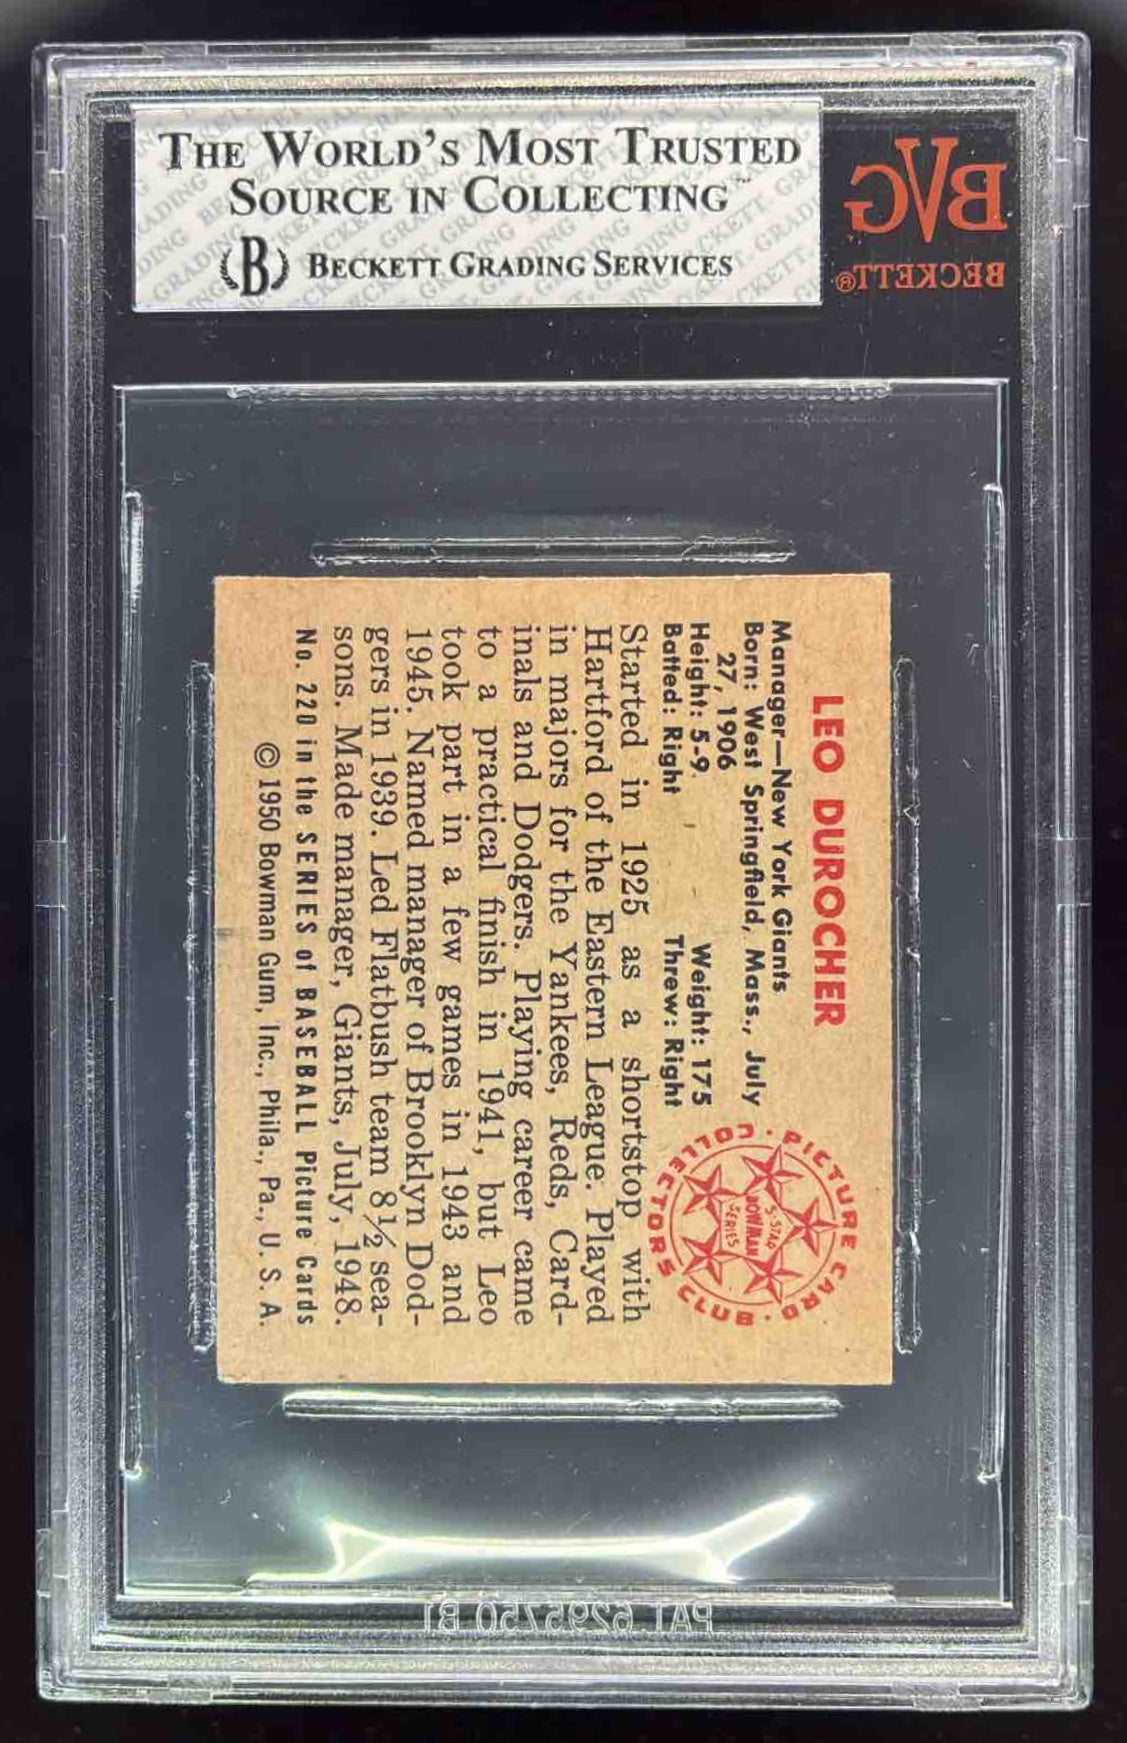 THE WORLD'S MOST TRUSTED
SOURCE IN COLLECTING™
(B) BECKETT GRADING SERVICES
BVG
BECKETT®
LEO DUROCHER
Manager—New York Giants
Born: West Springfield, Mass., July
27, 1906
Height: 5-9 Weight: 175
Batted: Right Threw: Right
PICTURE CARD · COLLECTORS CLUB ·
5-STAR
BOWMAN
SERIES
Started in 1925 as a shortstop with
Hartford of the Eastern League. Played
in majors for the Yankees, Reds, Card-
inals and Dodgers. Playing career came
to a practical finish in 1941, but Leo
took part in a few games in 1943 and
1945. Named manager of Brooklyn Dod-
gers in 1939. Led Flatbush team 8½ sea-
sons. Made manager, Giants, July, 1948.
No. 220 in the SERIES of BASEBALL Picture Cards
© 1950 Bowman Gum, Inc., Phila., Pa., U. S. A.
PAT 6295750 B1